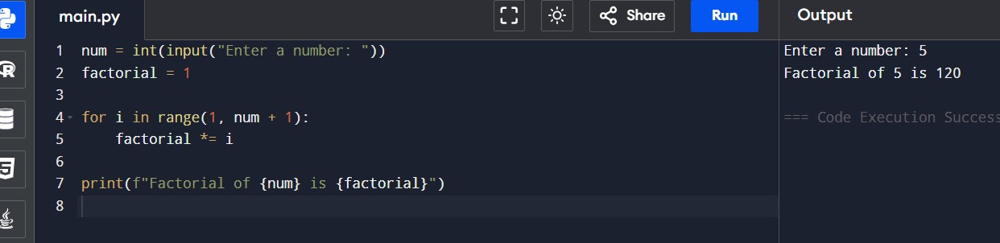 main.py
Share
Run
Output
1 num = int(input("Enter a number: "))
2 factorial = 1
3
4 for i in range(1, num + 1):
5     factorial *= i
6
7 print(f"Factorial of {num} is {factorial}")
8
Enter a number: 5
Factorial of 5 is 120
=== Code Execution Success